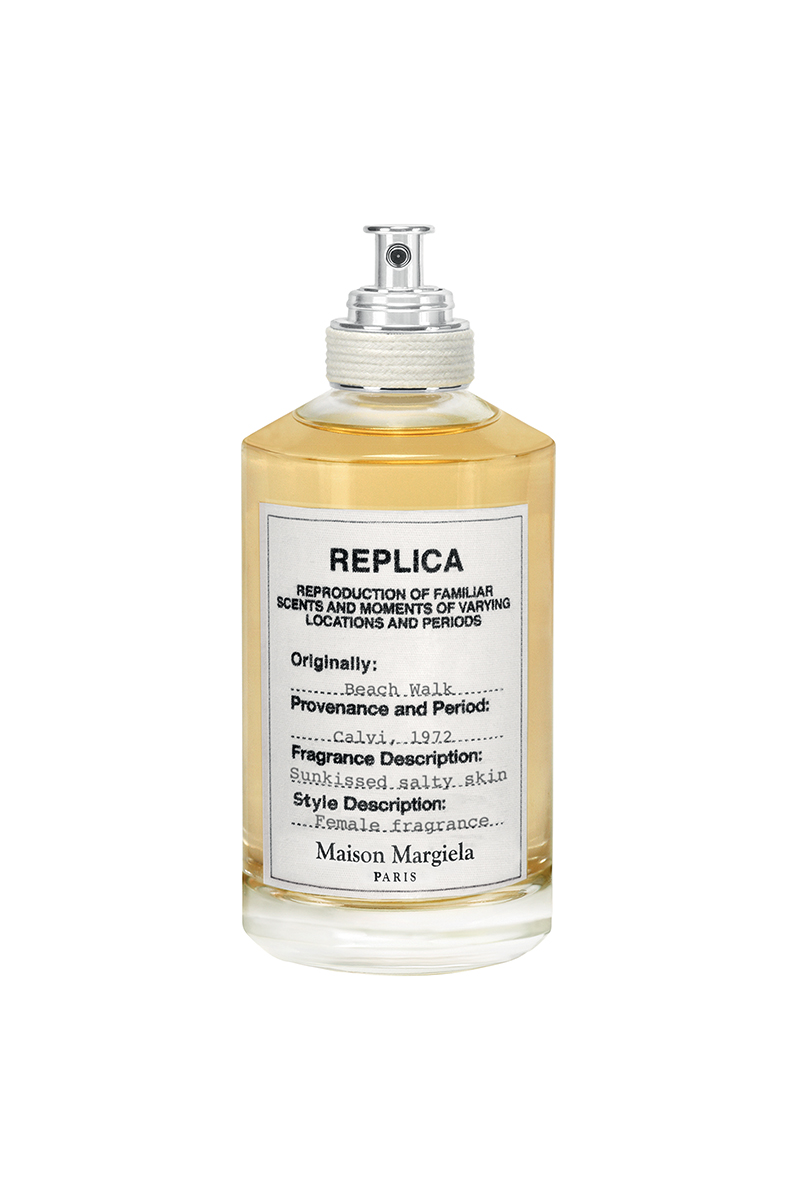 REPLICA
REPRODUCTION OF FAMILIAR
SCENTS AND MOMENTS OF VARYING
LOCATIONS AND PERIODS
Originally:
Beach Walk
Provenance and Period:
Calvi, 1972
Fragrance Description:
Sunkissed salty skin
Style Description:
Female fragrance
Maison Margiela
PARIS